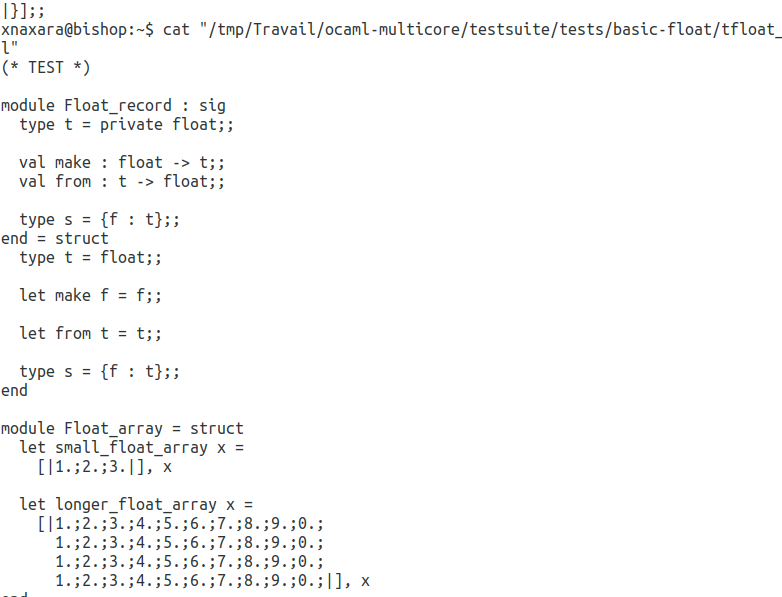 |}];;
xnaxara@bishop:~$ cat "/tmp/Travail/ocaml-multicore/testsuite/tests/basic-float/tfloat_
l"
(* TEST *)
module Float_record : sig
  type t = private float;;
  val make : float -> t;;
  val from : t -> float;;
  type s = {f : t};;
end = struct
  type t = float;;
  let make f = f;;
  let from t = t;;
  type s = {f : t};;
end
module Float_array = struct
  let small_float_array x =
    [|1.;2.;3.|], x
  let longer_float_array x =
    [|1.;2.;3.;4.;5.;6.;7.;8.;9.;0.;
      1.;2.;3.;4.;5.;6.;7.;8.;9.;0.;
      1.;2.;3.;4.;5.;6.;7.;8.;9.;0.;
      1.;2.;3.;4.;5.;6.;7.;8.;9.;0.;|], x